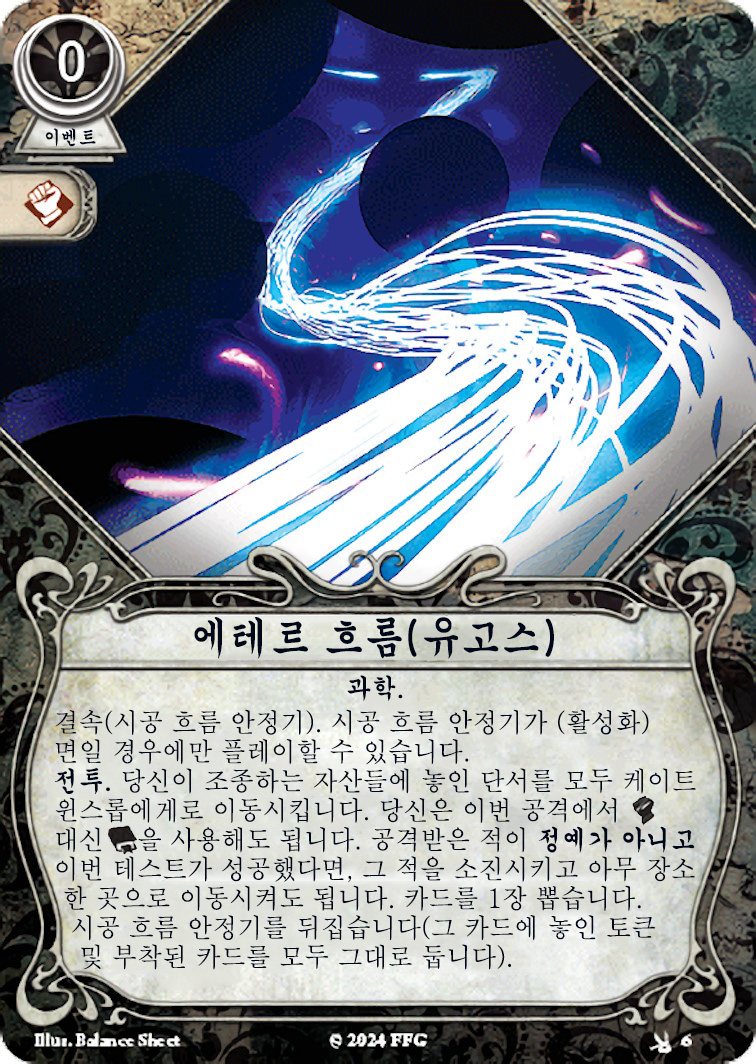 0
이벤트
에테르 흐름(유고스)
과학.
결속(시공 흐름 안정기). 시공 흐름 안정기가 (활성화)
면일 경우에만 플레이할 수 있습니다.
전투. 당신이 조종하는 자산들에 놓인 단서를 모두 케이트
윈스롭에게로 이동시킵니다. 당신은 이번 공격에서
대신 을 사용해도 됩니다. 공격받은 적이 정예가 아니고
이번 테스트가 성공했다면, 그 적을 소진시키고 아무 장소
한 곳으로 이동시켜도 됩니다. 카드를 1장 뽑습니다.
시공 흐름 안정기를 뒤집습니다(그 카드에 놓인 토큰
및 부착된 카드를 모두 그대로 둡니다).
Illus. Balance Sheet
© 2024 FFG
6